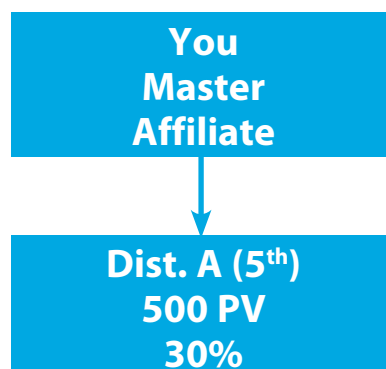 You
Master
Affiliate
Dist. A (5th)
500 PV
30%